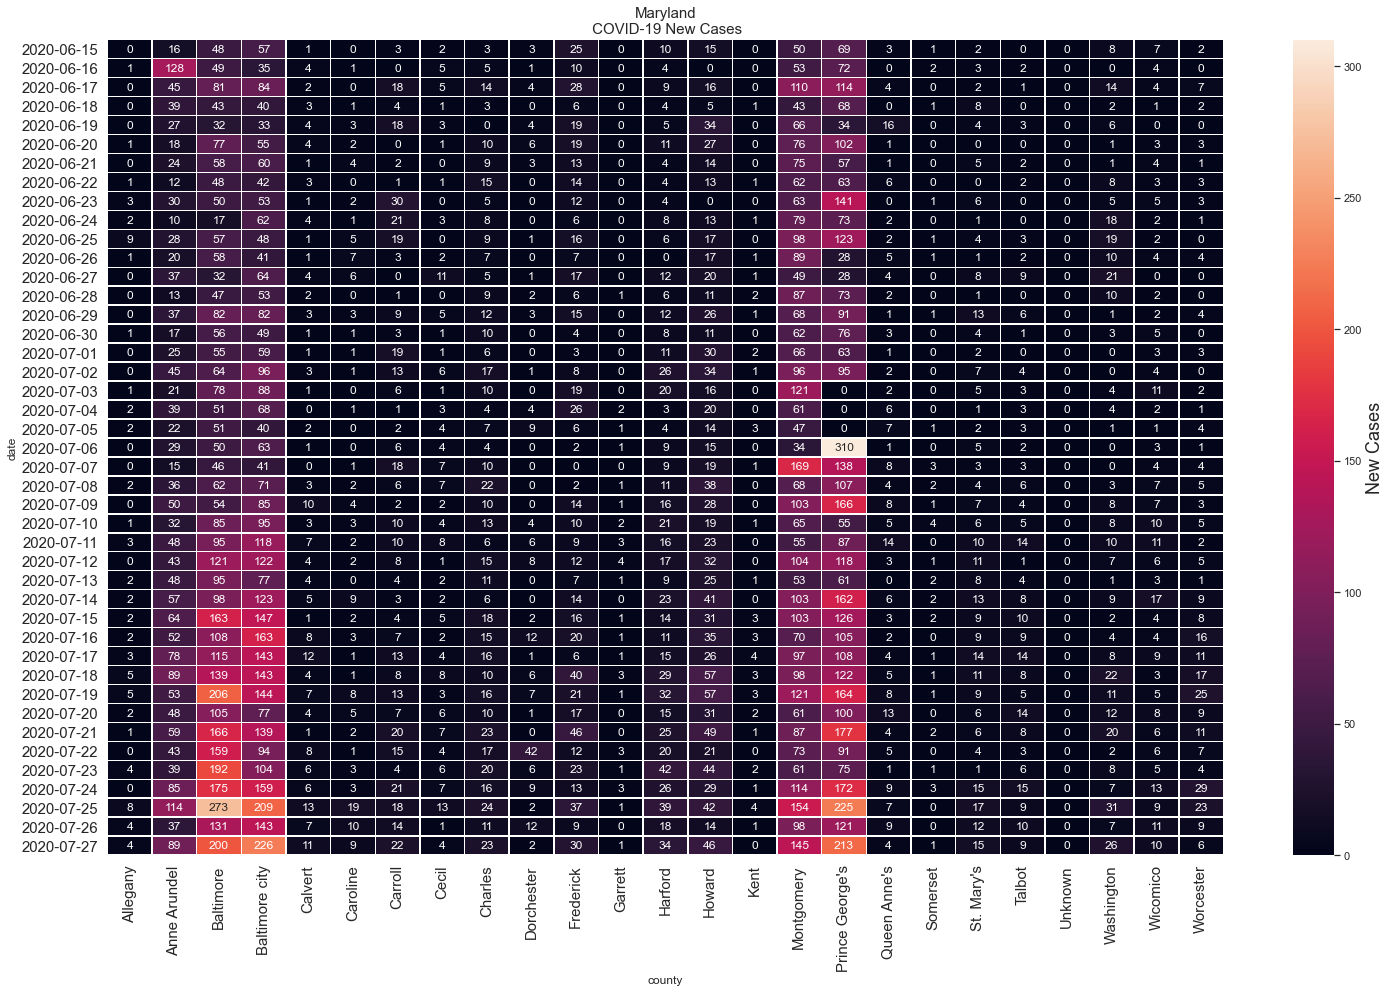 Maryland
COVID-19 New Cases
2020-06-15 0 16 48 57 1 0 3 2 3 3 25 0 10 15 0 50 69 3 1 2 0 0 8 7 2
2020-06-16 1 128 49 35 4 1 0 5 5 1 10 0 4 0 0 53 72 0 2 3 2 0 0 4 0
2020-06-17 0 45 81 84 2 0 18 5 14 4 28 0 9 16 0 110 114 4 0 2 1 0 14 4 7
2020-06-18 0 39 43 40 3 1 4 1 3 0 6 0 4 5 1 43 68 0 1 8 0 0 2 1 2
2020-06-19 0 27 32 33 4 3 18 3 0 4 19 0 5 34 0 66 34 16 0 4 3 0 6 0 0
2020-06-20 1 18 77 55 4 2 0 1 10 6 19 0 11 27 0 76 102 1 0 0 0 0 1 3 3
2020-06-21 0 24 58 60 1 4 2 0 9 3 13 0 4 14 0 75 57 1 0 5 2 0 1 4 1
2020-06-22 1 12 48 42 3 0 1 1 15 0 14 0 4 13 1 62 63 6 0 0 2 0 8 3 3
2020-06-23 3 30 50 53 1 2 30 0 5 0 12 0 4 0 0 63 141 0 1 6 0 0 5 5 3
2020-06-24 2 10 17 62 4 1 21 3 8 0 6 0 8 13 1 79 73 2 0 1 0 0 18 2 1
2020-06-25 9 28 57 48 1 5 19 0 9 1 16 0 6 17 0 98 123 2 1 4 3 0 19 2 0
2020-06-26 1 20 58 41 1 7 3 2 7 0 7 0 0 17 1 89 28 5 1 1 2 0 10 4 4
2020-06-27 0 37 32 64 4 6 0 11 5 1 17 0 12 20 1 49 28 4 0 8 9 0 21 0 0
2020-06-28 0 13 47 53 2 0 1 0 9 2 6 1 6 11 2 87 73 2 0 1 0 0 10 2 0
2020-06-29 0 37 82 82 3 3 9 5 12 3 15 0 12 26 1 68 91 1 1 13 6 0 1 2 4
2020-06-30 1 17 56 49 1 1 3 1 10 0 4 0 8 11 0 62 76 3 0 4 1 0 3 5 0
2020-07-01 0 25 55 59 1 1 19 1 6 0 3 0 11 30 2 66 63 1 0 2 0 0 0 3 3
2020-07-02 0 45 64 96 3 1 13 6 17 1 8 0 26 34 1 96 95 2 0 7 4 0 0 4 0
2020-07-03 1 21 78 88 1 0 6 1 10 0 19 0 20 16 0 121 0 2 0 5 3 0 4 11 2
2020-07-04 2 39 51 68 0 1 1 3 4 4 26 2 3 20 0 61 0 6 0 1 3 0 4 2 1
2020-07-05 2 22 51 40 2 0 2 4 7 9 6 1 4 14 3 47 0 7 1 2 3 0 1 1 4
2020-07-06 0 29 50 63 1 0 6 4 4 0 2 1 9 15 0 34 310 1 0 5 2 0 0 3 1
2020-07-07 0 15 46 41 0 1 18 7 10 0 0 0 9 19 1 169 138 8 3 3 3 0 0 4 4
2020-07-08 2 36 62 71 3 2 6 7 22 0 2 1 11 38 0 68 107 4 2 4 6 0 3 7 5
2020-07-09 0 50 54 85 10 4 2 2 10 0 14 1 16 28 0 103 166 8 1 7 4 0 8 7 3
2020-07-10 1 32 85 95 3 3 10 4 13 4 10 2 21 19 1 65 55 5 4 6 5 0 8 10 5
2020-07-11 3 48 95 118 7 2 10 8 6 6 9 3 16 23 0 55 87 14 0 10 14 0 10 11 2
2020-07-12 0 43 121 122 4 2 8 1 15 8 12 4 17 32 0 104 118 3 1 11 1 0 7 6 5
2020-07-13 2 48 95 77 4 0 4 2 11 0 7 1 9 25 1 53 61 0 2 8 4 0 1 3 1
2020-07-14 2 57 98 123 5 9 3 2 6 0 14 0 23 41 0 103 162 6 2 13 8 0 9 17 9
2020-07-15 2 64 163 147 1 2 4 5 18 2 16 1 14 31 3 103 126 3 2 9 10 0 2 4 8
2020-07-16 2 52 108 163 8 3 7 2 15 12 20 1 11 35 3 70 105 2 0 9 9 0 4 4 16
2020-07-17 3 78 115 143 12 1 13 4 16 1 6 1 15 26 4 97 108 4 1 14 14 0 8 9 11
2020-07-18 5 89 139 143 4 1 8 8 10 6 40 3 29 57 3 98 122 5 1 11 8 0 22 3 17
2020-07-19 5 53 206 144 7 8 13 3 16 7 21 1 32 57 3 121 164 8 1 9 5 0 11 5 25
2020-07-20 2 48 105 77 4 5 7 6 10 1 17 0 15 31 2 61 100 13 0 6 14 0 12 8 9
2020-07-21 1 59 166 139 1 2 20 7 23 0 46 0 25 49 1 87 177 4 2 6 8 0 20 6 11
2020-07-22 0 43 159 94 8 1 15 4 17 42 12 3 20 21 0 73 91 5 0 4 3 0 2 6 7
2020-07-23 4 39 192 104 6 3 4 6 20 6 23 1 42 44 2 61 75 1 1 1 6 0 8 5 4
2020-07-24 0 85 175 159 6 3 21 7 16 9 13 3 26 29 1 114 172 9 3 15 15 0 7 13 29
2020-07-25 8 114 273 209 13 19 18 13 24 2 37 1 39 42 4 154 225 7 0 17 9 0 31 9 23
2020-07-26 4 37 131 143 7 10 14 1 11 12 9 0 18 14 1 98 121 9 0 12 10 0 7 11 9
2020-07-27 4 89 200 226 11 9 22 4 23 2 30 1 34 46 0 145 213 4 1 15 9 0 26 10 6
date
Allegany Anne Arundel Baltimore Baltimore city Calvert Caroline Carroll Cecil Charles Dorchester Frederick Garrett Harford Howard Kent Montgomery Prince George's Queen Anne's Somerset St. Mary's Talbot Unknown Washington Wicomico Worcester
county
300
250
200
150
100
50
0
New Cases